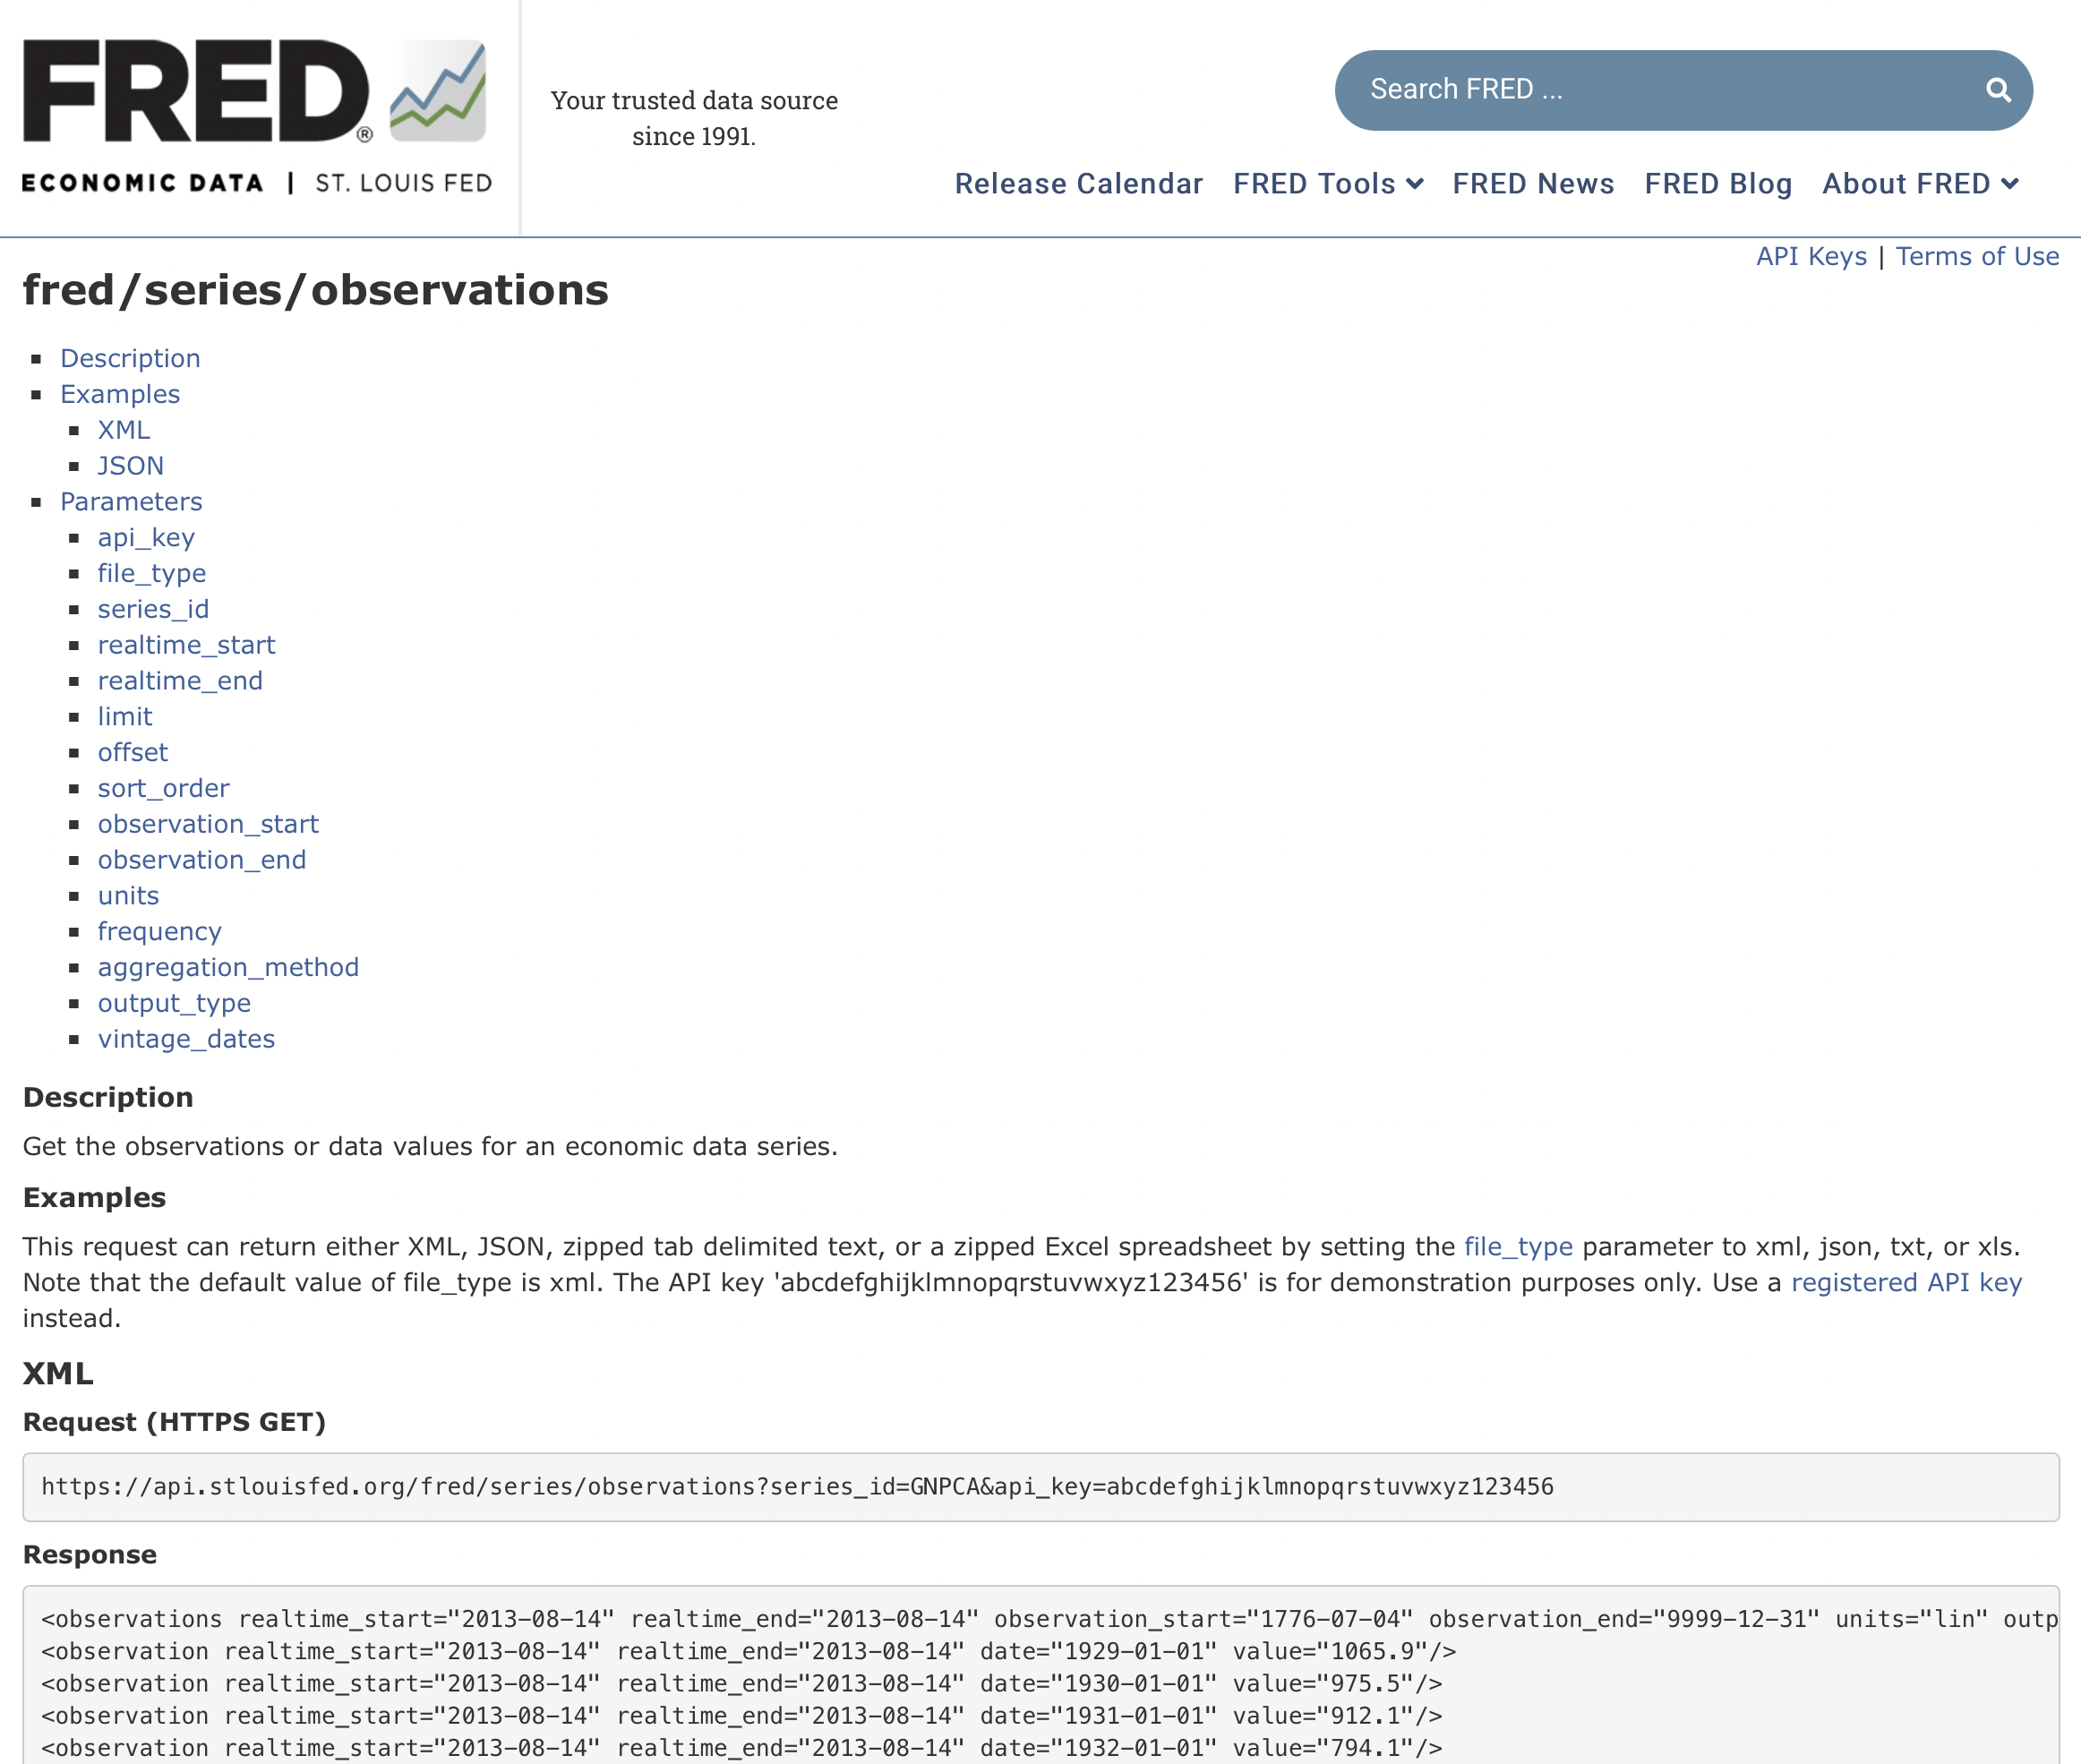 FRED®
ECONOMIC DATA | ST. LOUIS FED
Your trusted data source
since 1991.
Search FRED ...
Release Calendar FRED Tools FRED News FRED Blog About FRED
API Keys | Terms of Use
fred/series/observations
Description
Examples
XML
JSON
Parameters
api_key
file_type
series_id
realtime_start
realtime_end
limit
offset
sort_order
observation_start
observation_end
units
frequency
aggregation_method
output_type
vintage_dates
Description
Get the observations or data values for an economic data series.
Examples
This request can return either XML, JSON, zipped tab delimited text, or a zipped Excel spreadsheet by setting the file_type parameter to xml, json, txt, or xls.
Note that the default value of file_type is xml. The API key 'abcdefghijklmnopqrstuvwxyz123456' is for demonstration purposes only. Use a registered API key
instead.
XML
Request (HTTPS GET)
https://api.stlouisfed.org/fred/series/observations?series_id=GNPCA&api_key=abcdefghijklmnopqrstuvwxyz123456
Response
<observations realtime_start="2013-08-14" realtime_end="2013-08-14" observation_start="1776-07-04" observation_end="9999-12-31" units="lin" outp
<observation realtime_start="2013-08-14" realtime_end="2013-08-14" date="1929-01-01" value="1065.9"/>
<observation realtime_start="2013-08-14" realtime_end="2013-08-14" date="1930-01-01" value="975.5"/>
<observation realtime_start="2013-08-14" realtime_end="2013-08-14" date="1931-01-01" value="912.1"/>
<observation realtime_start="2013-08-14" realtime_end="2013-08-14" date="1932-01-01" value="794.1"/>